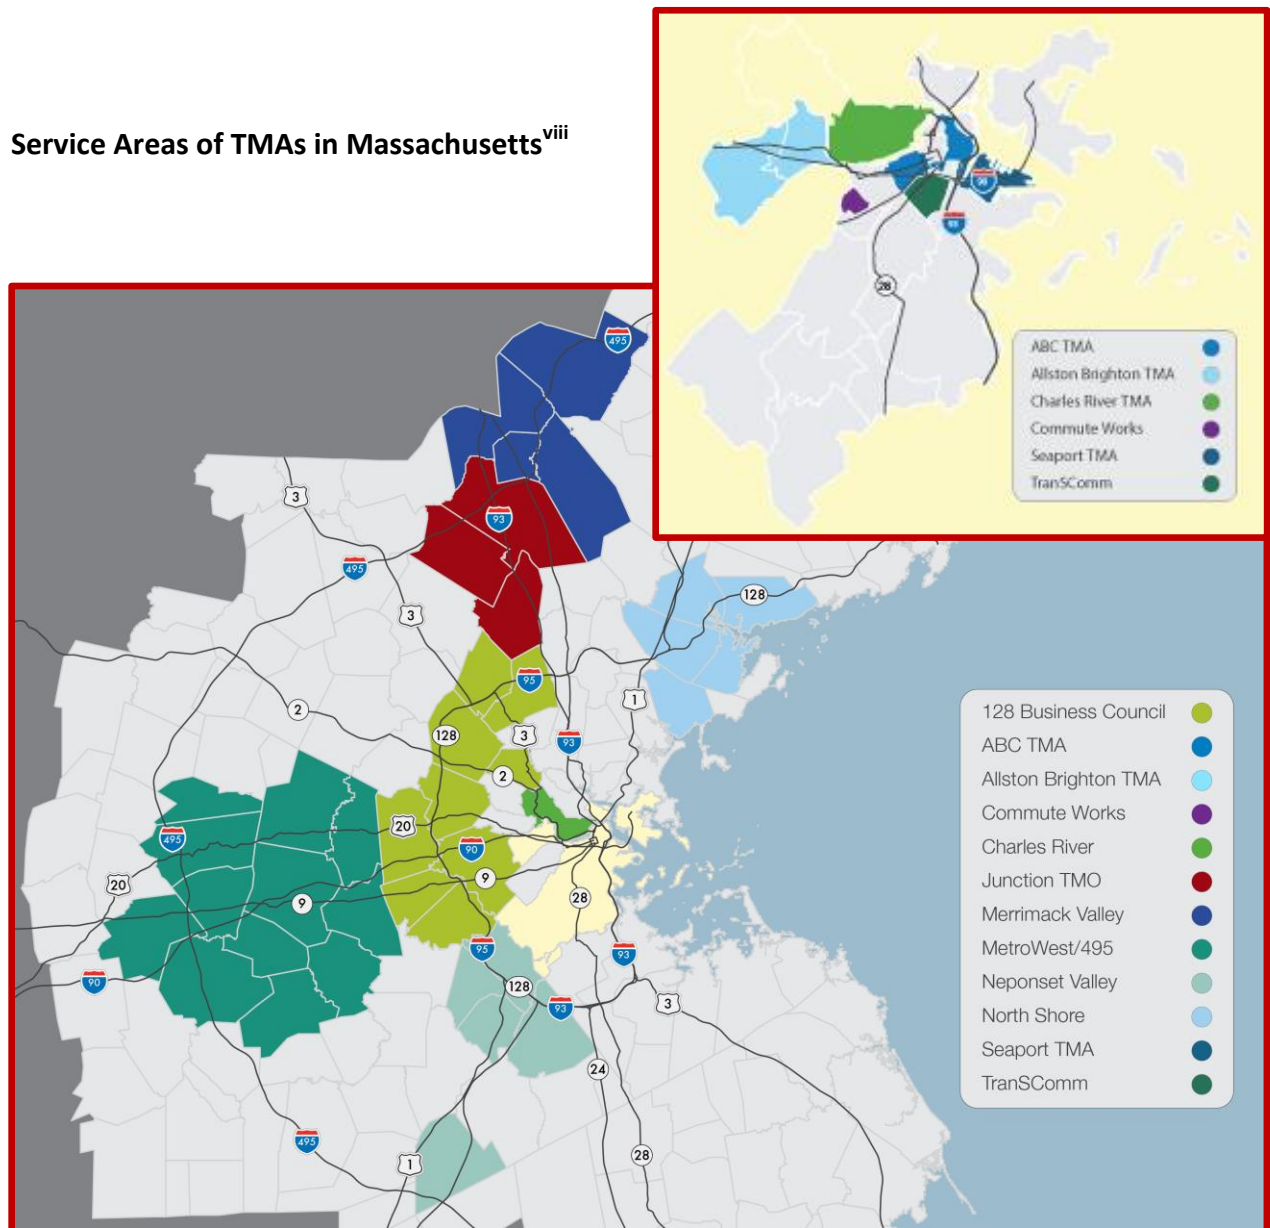 Service Areas of TMAs in Massachusetts^viii
90
93
28
ABC TMA
Allston Brighton TMA
Charles River TMA
Commute Works
Seaport TMA
TranSComm
495
3
93
495
128
3
95
1
2
128
3
93
2
495
20
90
20
9
9
28
95
93
90
128
93
3
24
495
28
1
128 Business Council
ABC TMA
Allston Brighton TMA
Commute Works
Charles River
Junction TMO
Merrimack Valley
MetroWest/495
Neponset Valley
North Shore
Seaport TMA
TranSComm